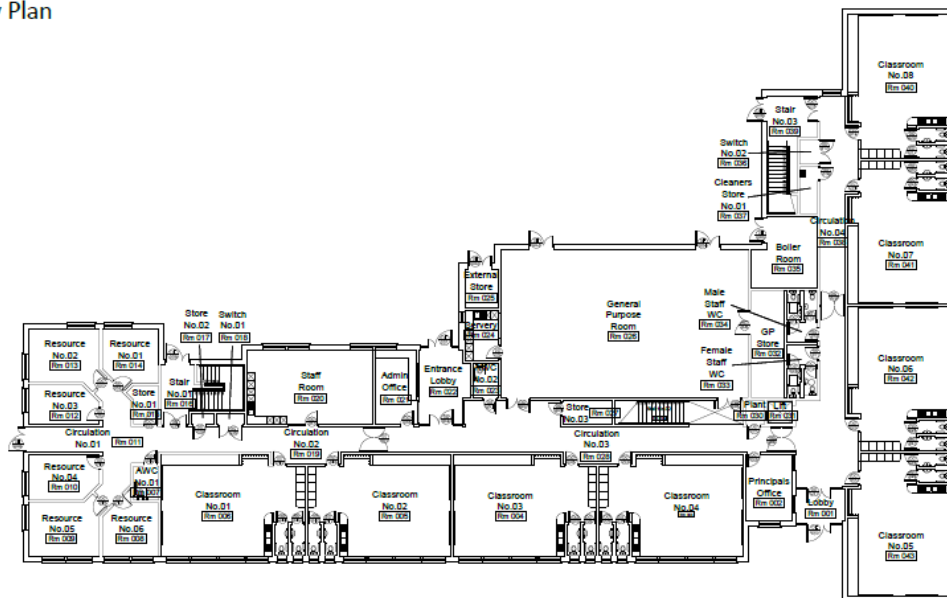 Plan
Classroom
No.08
Rm 040
Stair
No.03
Rm 039
Switch
No.02
Rm 036
Cleaners
Store
No.01
Rm 037
Circulation
No.04
Rm 038
Classroom
No.07
Rm 041
Boiler
Room
Rm 035
External
Store
Rm 025
Servery
Rm 024
General
Purpose
Room
Rm 026
Male
Staff
WC
Rm 034
GP
Store
Rm 032
Female
Staff
WC
Rm 033
Classroom
No.06
Rm 042
Store
No.02
Rm 017
Switch
No.01
Rm 018
Resource
No.02
Rm 013
Resource
No.01
Rm 014
Resource
No.03
Rm 012
Store
No.01
Stair
No.01
Rm 016
Staff
Room
Rm 020
Admin
Office
Rm 021
Entrance
Lobby
Rm 022
No.02
Store
No.03
Rm 027
Plant
Rm 030
Lift
Rm 031
Circulation
No.01
Rm 011
Circulation
No.02
Rm 019
Circulation
No.03
Rm 028
Resource
No.04
Rm 010
AWC
No.01
Rm 007
Resource
No.05
Rm 009
Resource
No.06
Rm 008
Classroom
No.01
Rm 006
Classroom
No.02
Rm 005
Classroom
No.03
Rm 004
Classroom
No.04
Principals
Office
Rm 002
Lobby
Rm 001
Classroom
No.05
Rm 043